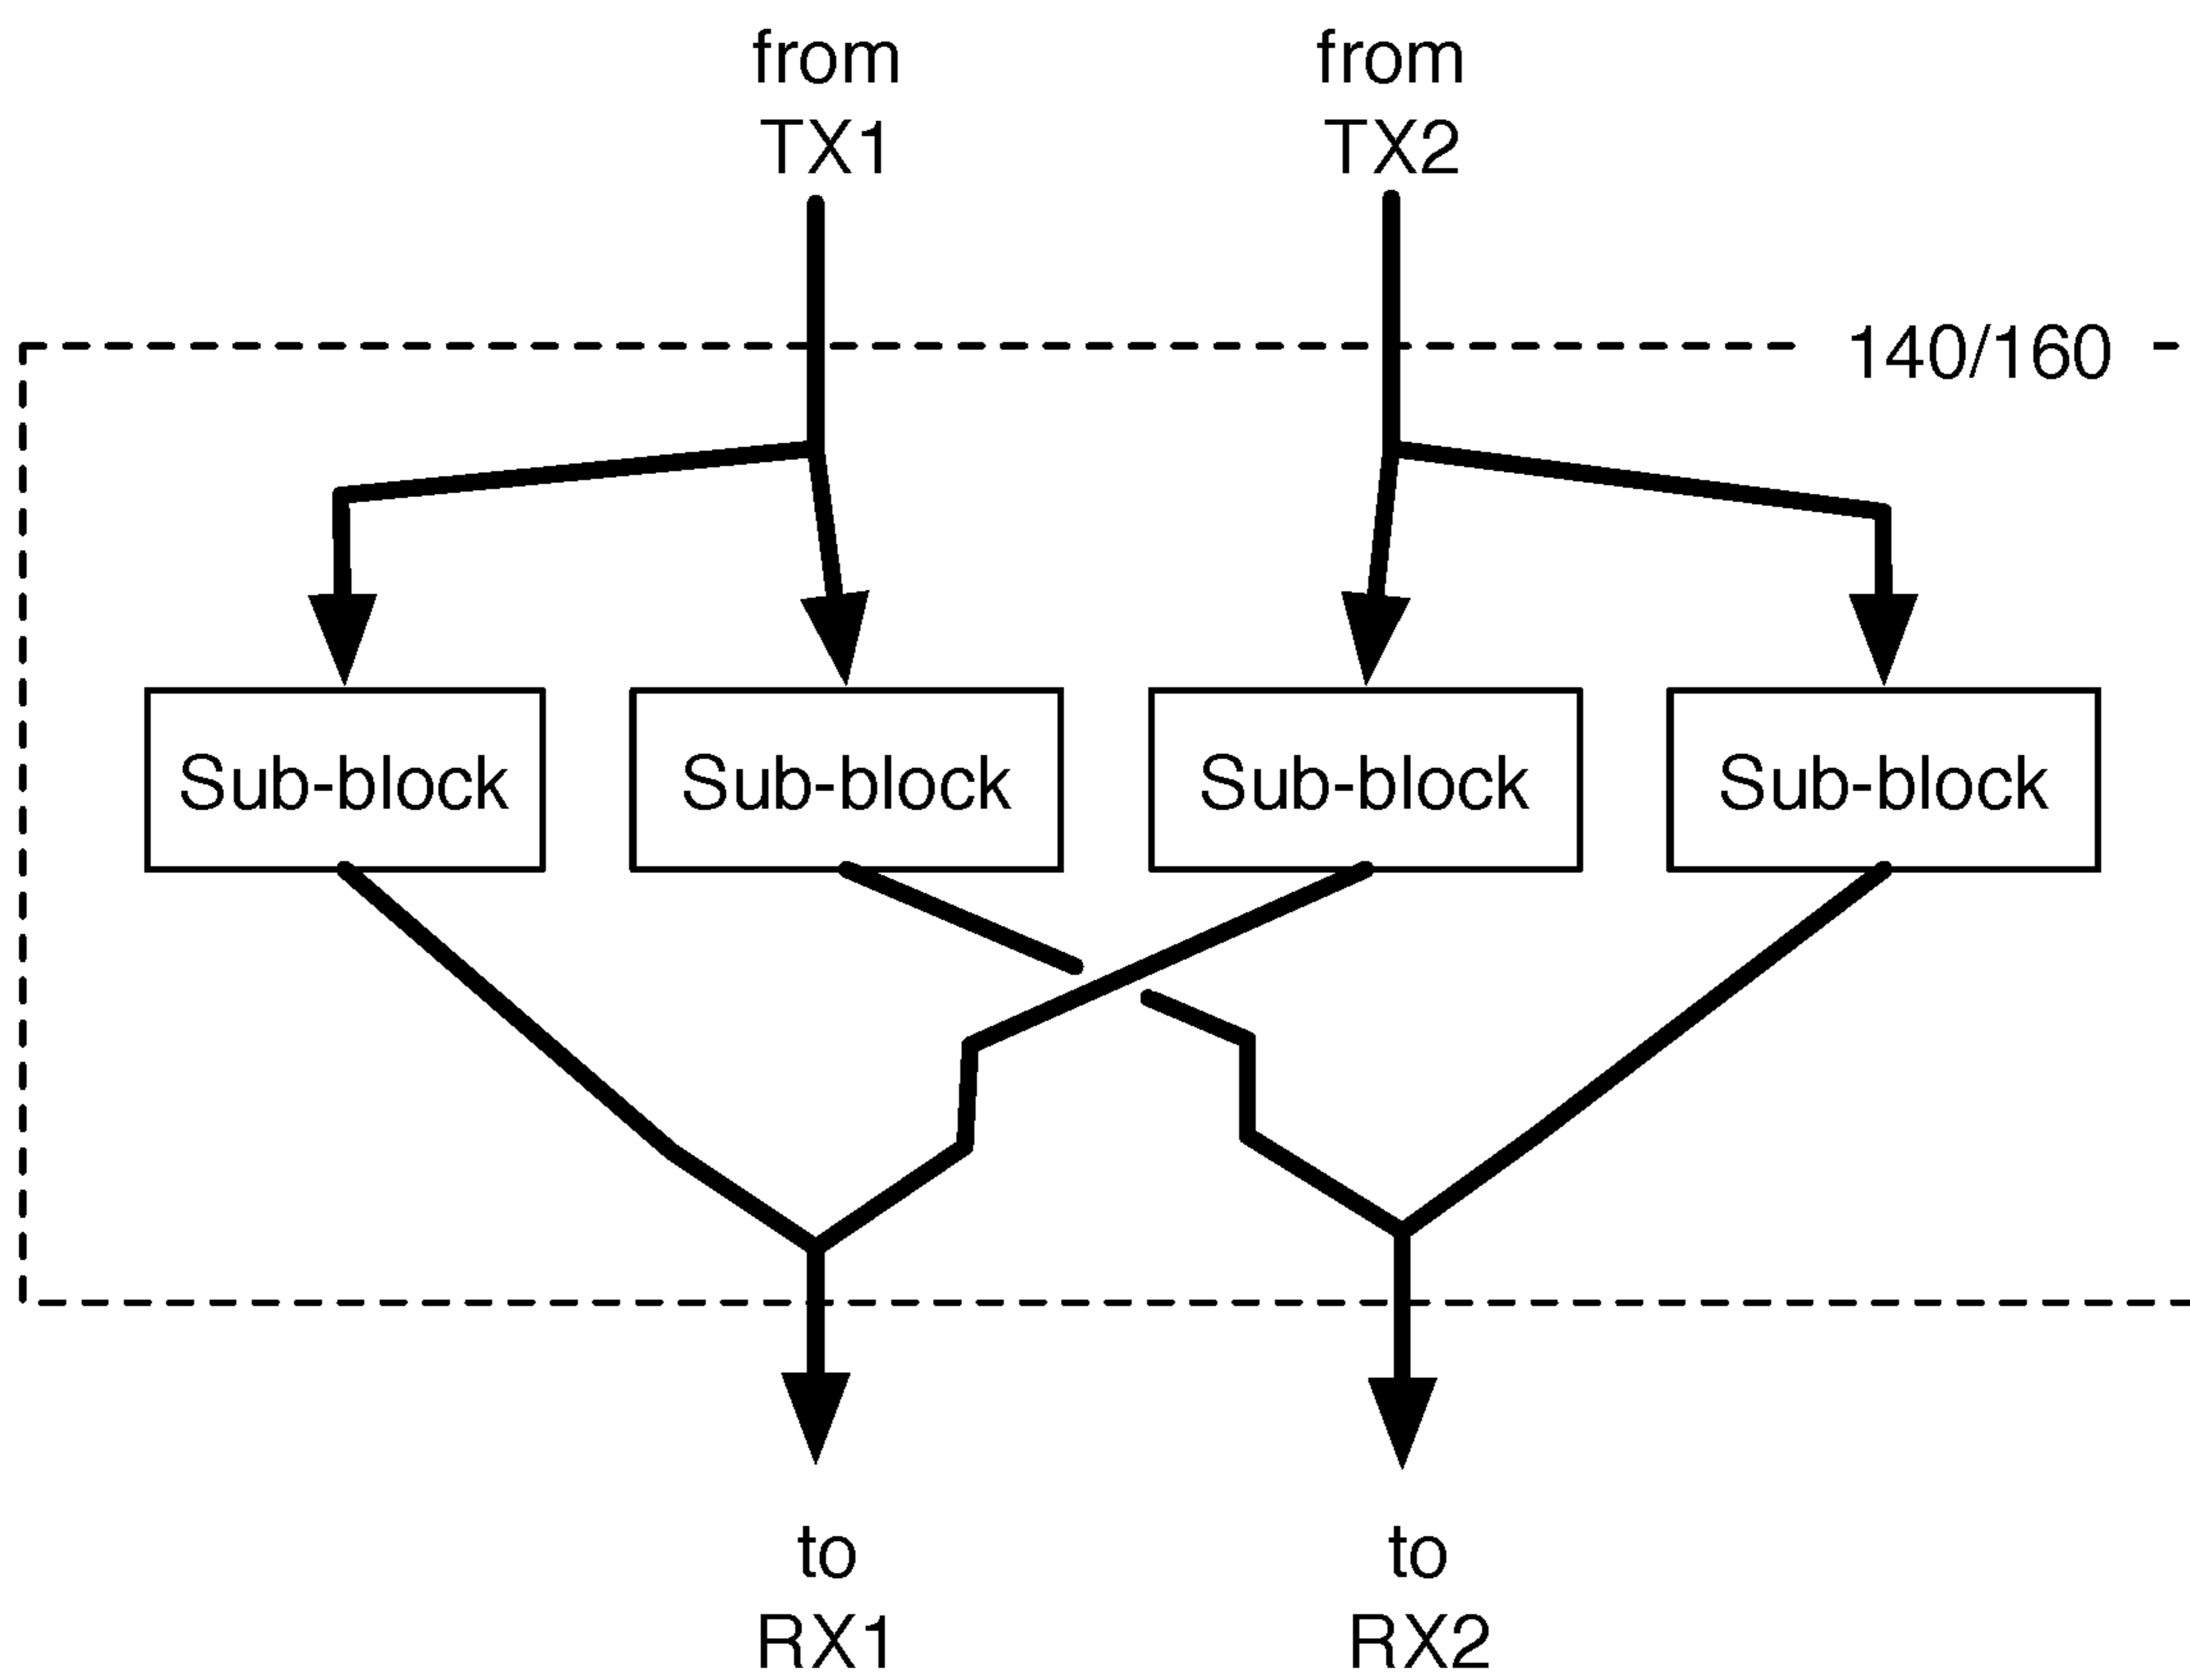 from
TX1
from
TX2
140/160
Sub-block
Sub-block
Sub-block
Sub-block
to
RX1
to
RX2